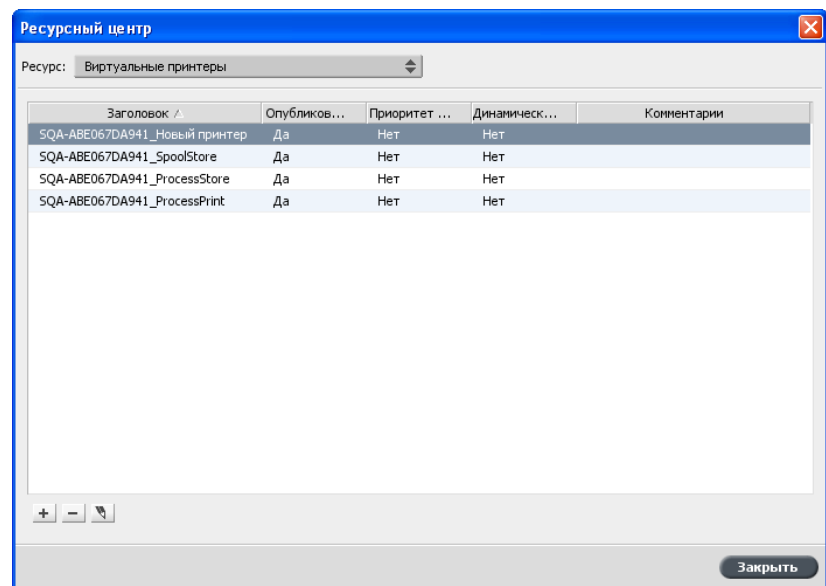 Ресурсный центр
Ресурс: Виртуальные принтеры
Заголовок Опубликов... Приоритет ... Динамическ... Комментарии
SQA-ABE067DA941_Новый принтер Да Нет Нет
SQA-ABE067DA941_SpoolStore Да Нет Нет
SQA-ABE067DA941_ProcessStore Да Нет Нет
SQA-ABE067DA941_ProcessPrint Да Нет Нет
Закрыть